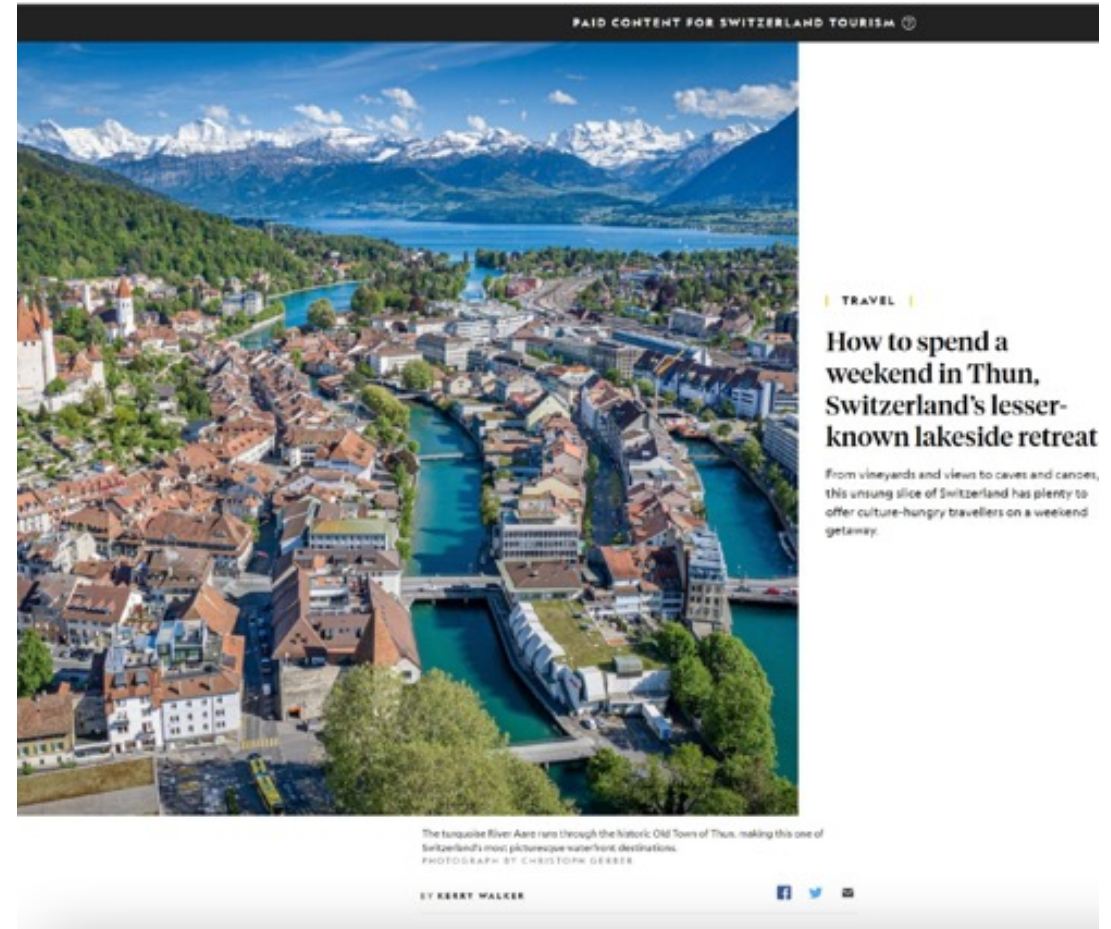 PAID CONTENT FOR SWITZERLAND TOURISM
TRAVEL
How to spend a
weekend in Thun,
Switzerland's lesser-
known lakeside retreat
From vineyards and views to caves and canoes,
this unsung slice of Switzerland has plenty to
offer culture-hungry travellers on a weekend
getaway.
The turquoise River Aare runs through the historic Old Town of Thun, making this one of
Switzerland's most picturesque waterfront destinations.
PHOTOGRAPH BY CHRISTOPH GERBER
BY KERRY WALKER